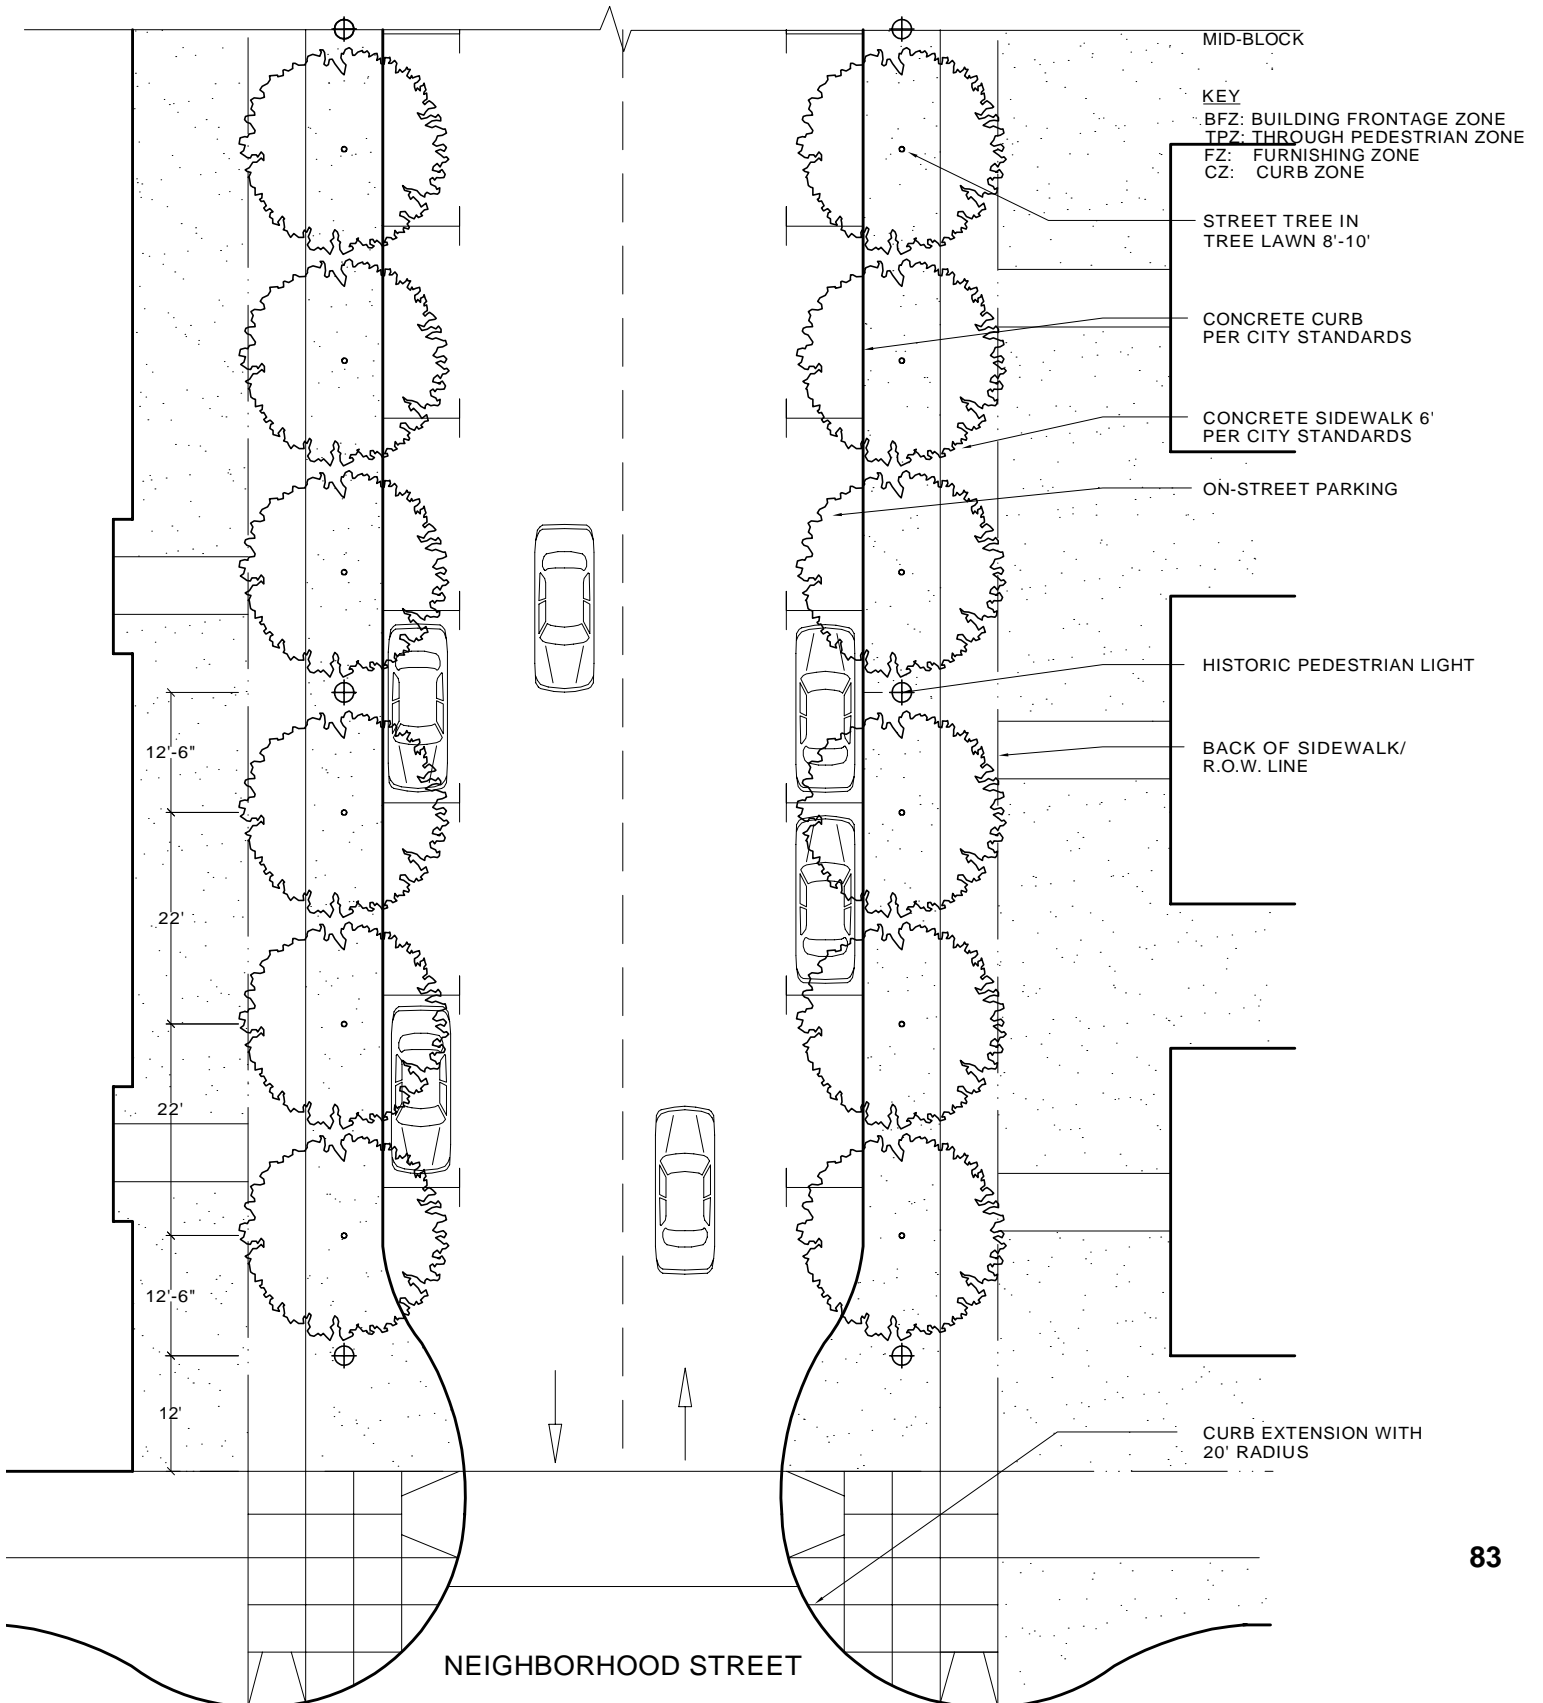 MID-BLOCK
KEY
BFZ: BUILDING FRONTAGE ZONE
TPZ: THROUGH PEDESTRIAN ZONE
FZ: FURNISHING ZONE
CZ: CURB ZONE
STREET TREE IN
TREE LAWN 8'-10'
CONCRETE CURB
PER CITY STANDARDS
CONCRETE SIDEWALK 6'
PER CITY STANDARDS
ON-STREET PARKING
HISTORIC PEDESTRIAN LIGHT
BACK OF SIDEWALK/
R.O.W. LINE
12'-6"
22'
22'
12'-6"
12'
CURB EXTENSION WITH
20' RADIUS
83
NEIGHBORHOOD STREET